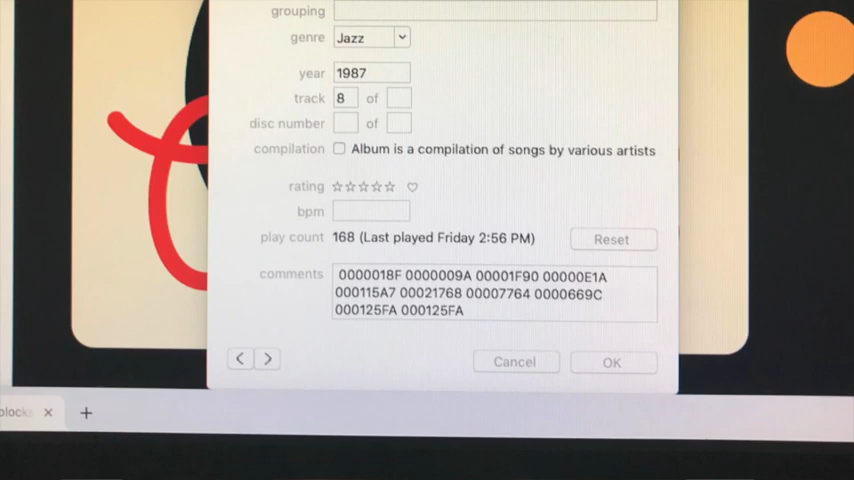 grouping
genre Jazz
year 1987
track 8 of
disc number of
compilation Album is a compilation of songs by various artists
rating ☆☆☆☆☆ ♡
bpm
play count 168 (Last played Friday 2:56 PM) Reset
comments 0000018F 0000009A 00001F90 00000E1A
000115A7 00021768 00007764 0000669C
000125FA 000125FA
< > Cancel OK
blocks × +